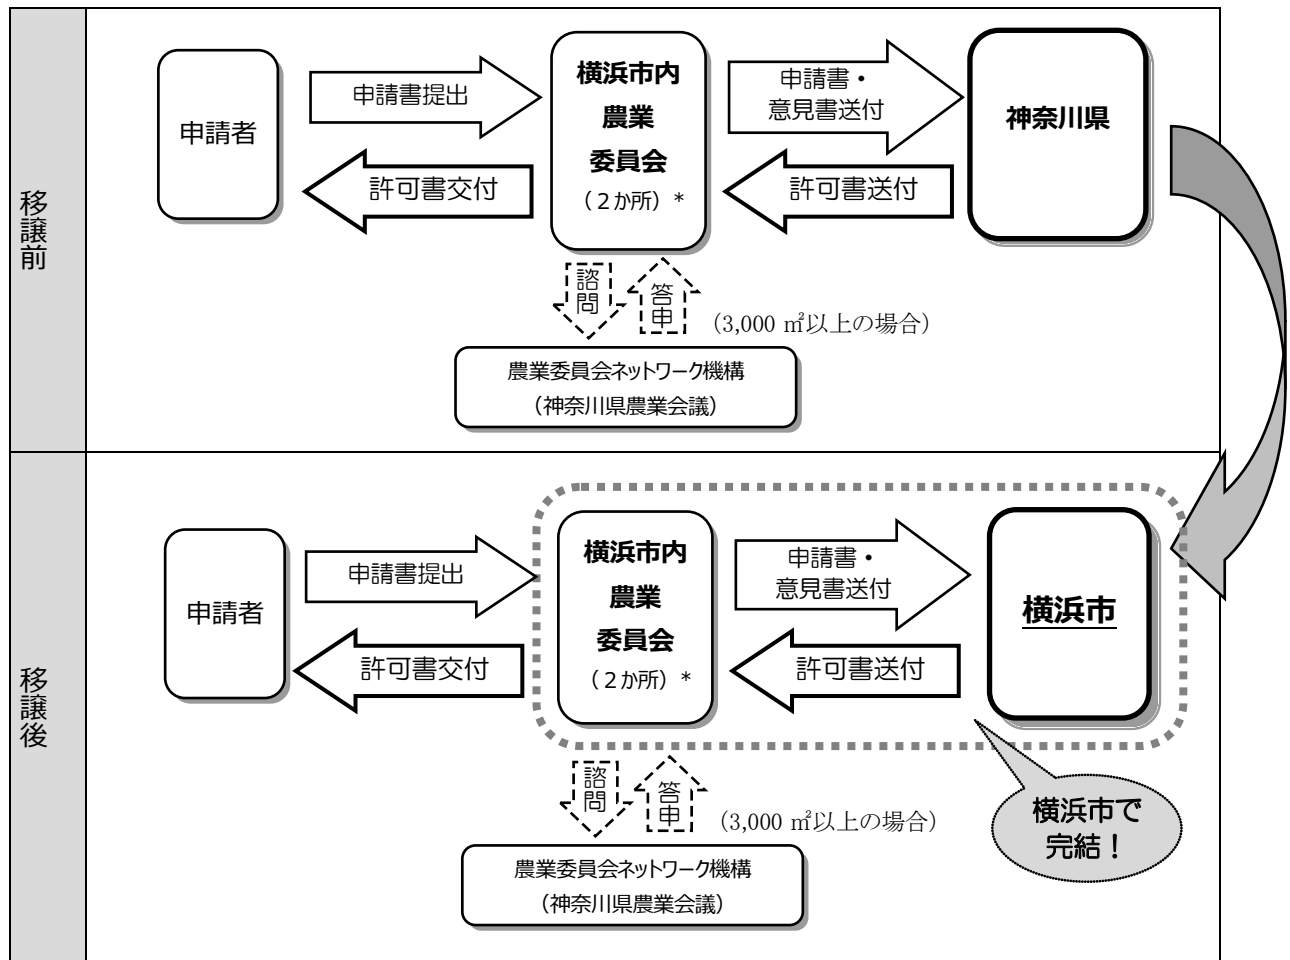 移譲前
申請者
申請書提出
許可書交付
横浜市内
農業
委員会
（２か所）*
申請書・
意見書送付
許可書送付
神奈川県
諮問
答申
（3,000 ㎡以上の場合）
農業委員会ネットワーク機構
（神奈川県農業会議）
移譲後
申請者
申請書提出
許可書交付
横浜市内
農業
委員会
（２か所）*
申請書・
意見書送付
許可書送付
横浜市
諮問
答申
（3,000 ㎡以上の場合）
農業委員会ネットワーク機構
（神奈川県農業会議）
横浜市で
完結！